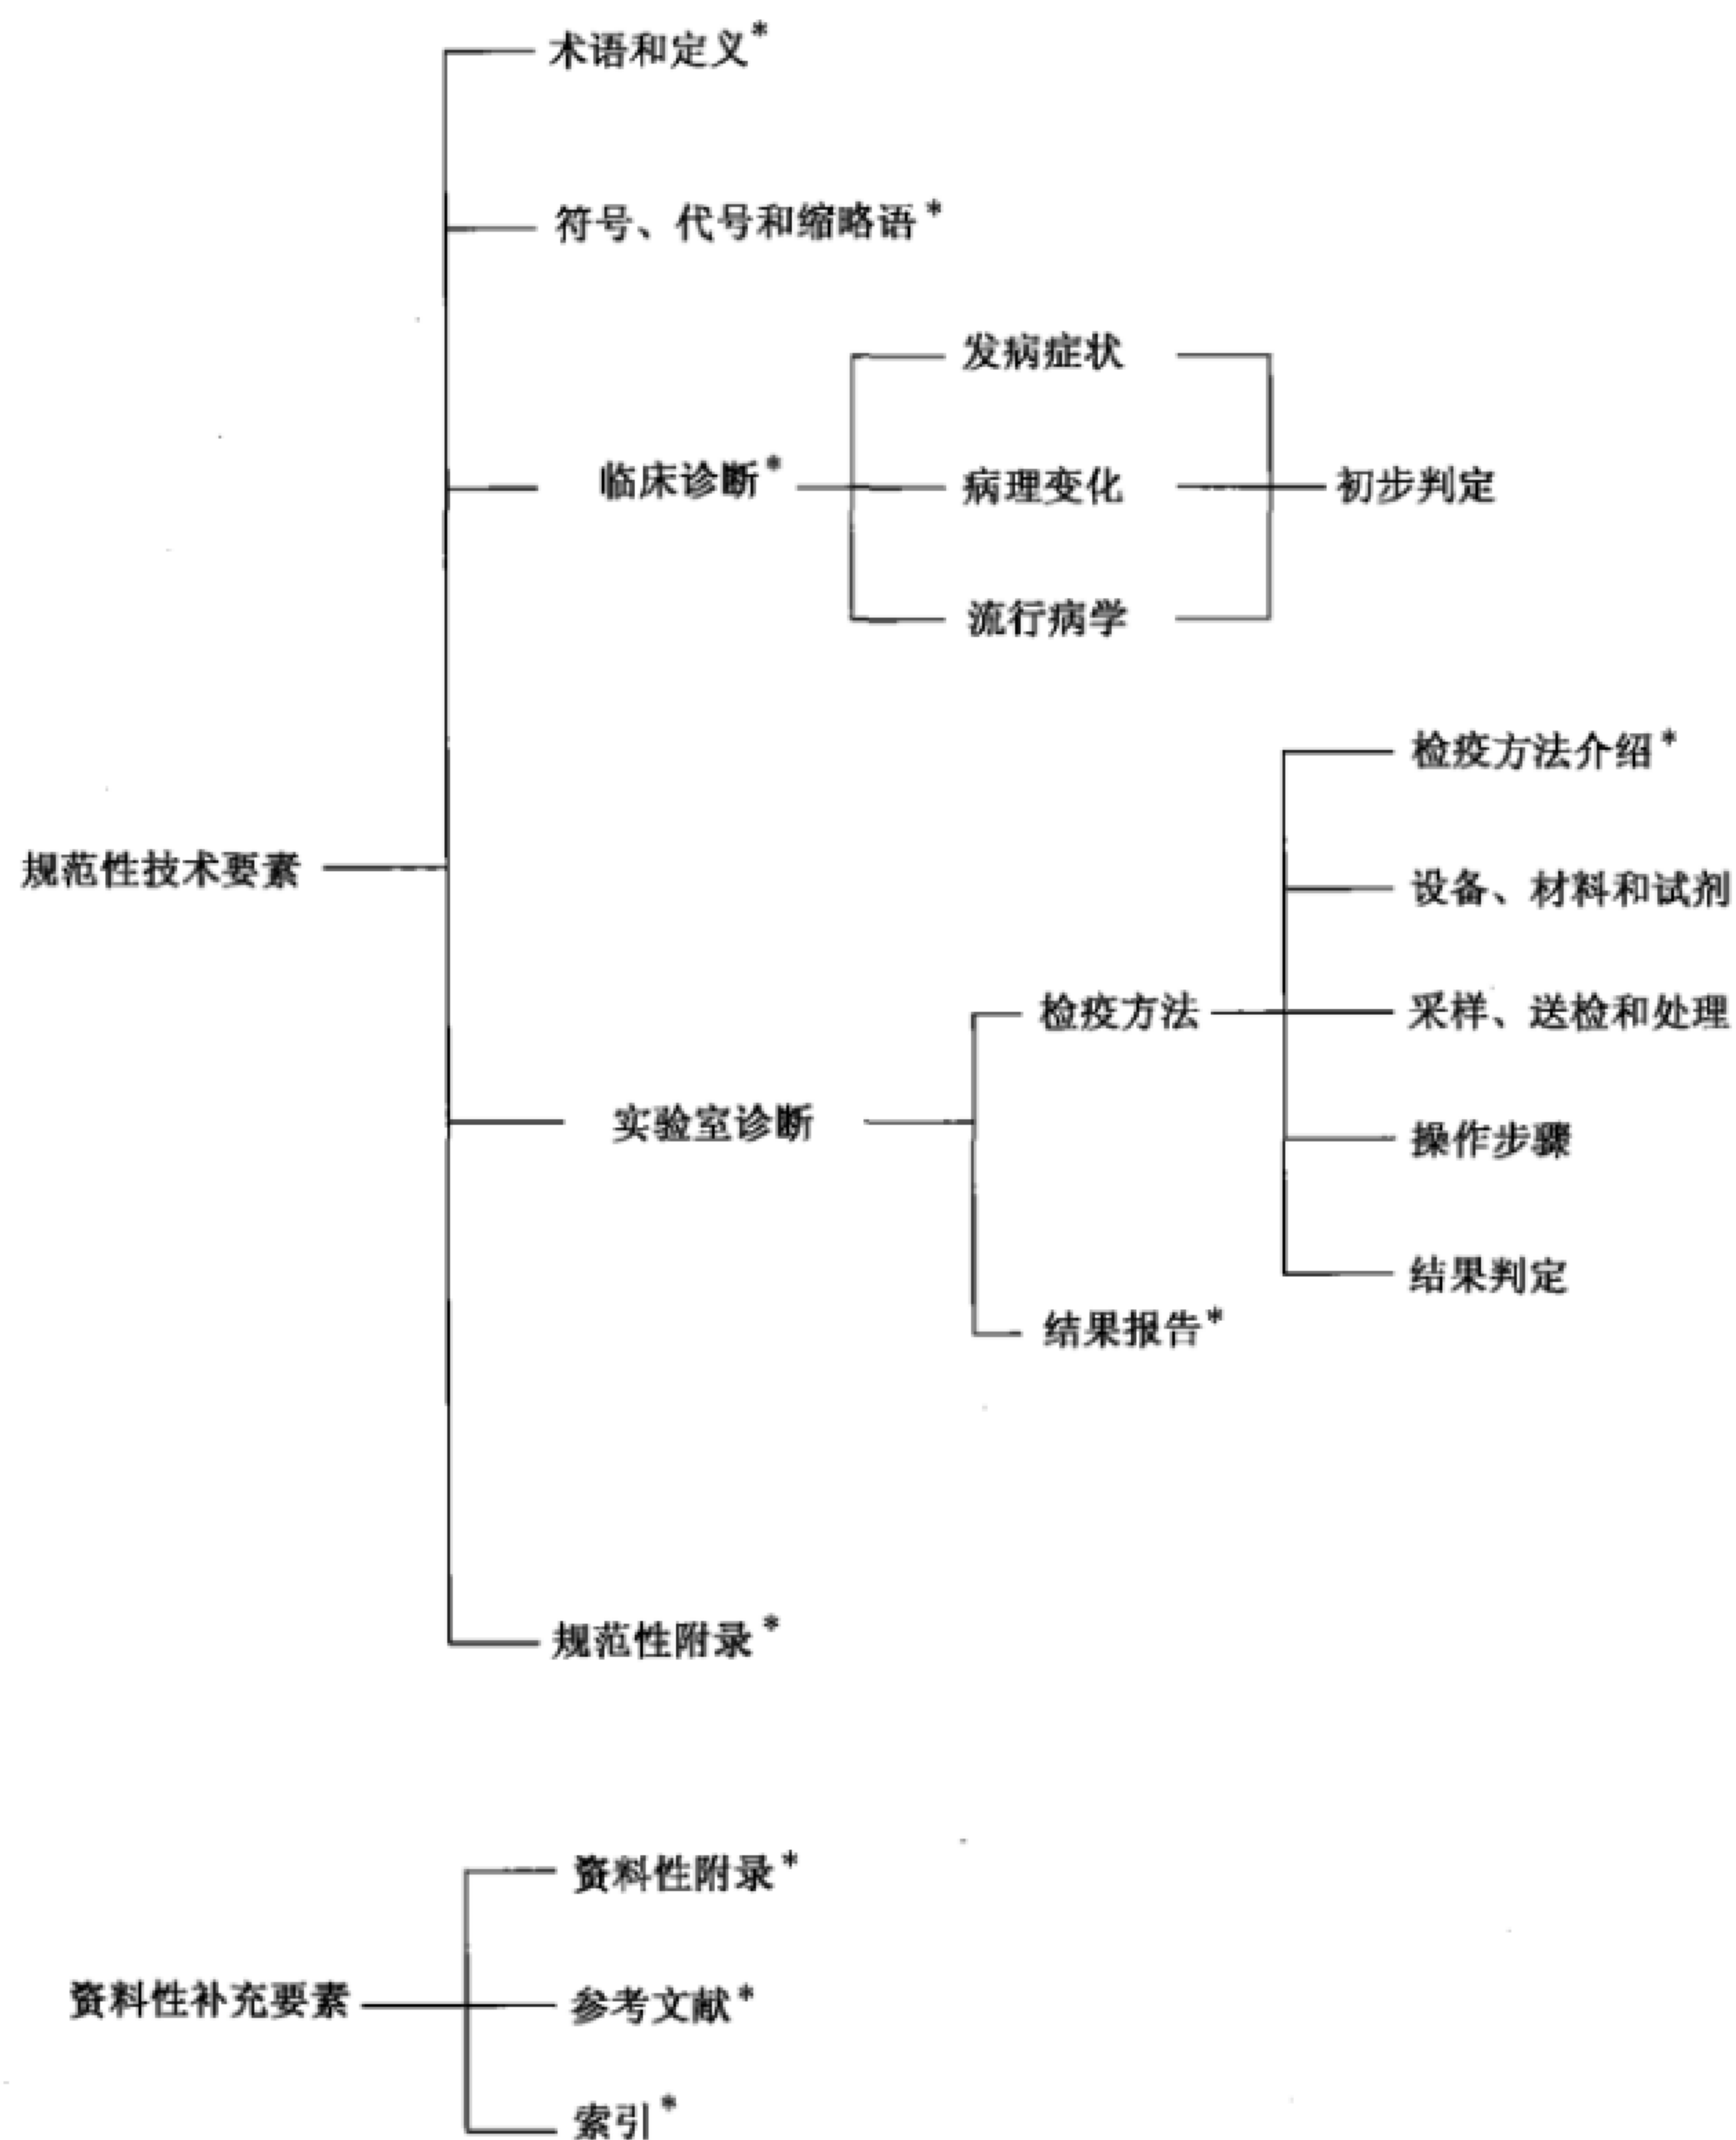 术语和定义*
符号、代号和缩略语*
发病症状
临床诊断*
病理变化
初步判定
流行病学
检疫方法介绍*
规范性技术要素
设备、材料和试剂
检疫方法
采样、送检和处理
实验室诊断
操作步骤
结果判定
结果报告*
规范性附录*
资料性附录*
资料性补充要素
参考文献*
索引*